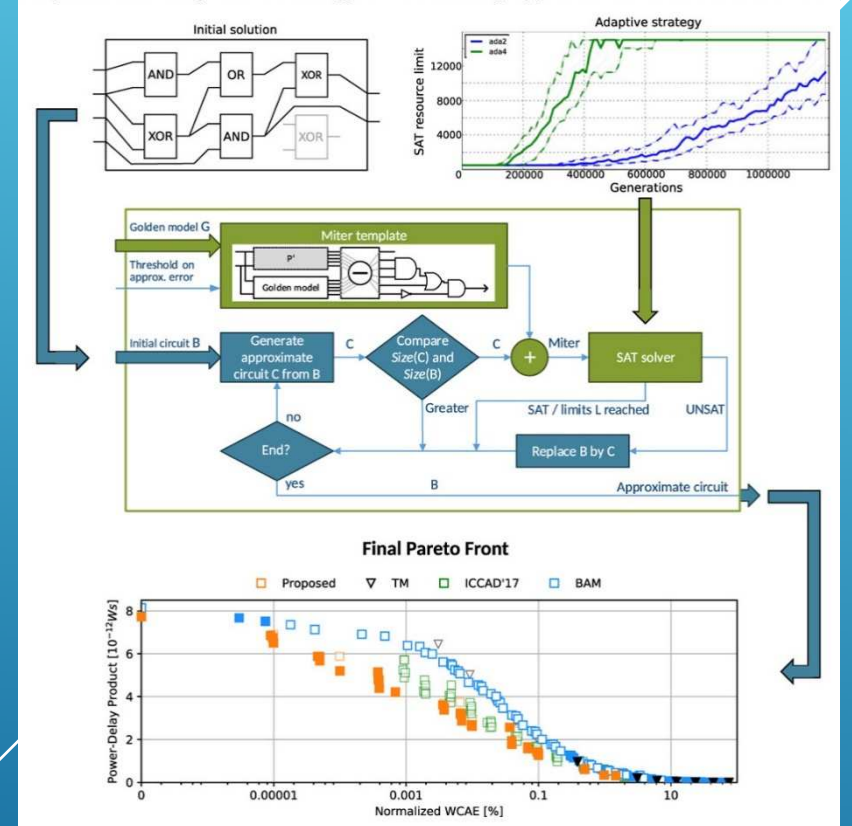 Initial solution
AND
OR
XOR
XOR
AND
XOR
Adaptive strategy
ada2
ada4
SAT resource limit
12000
8000
4000
0
200000
400000
600000
800000
1000000
Generations
Golden model G
Threshold on
approx. error
Miter template
P'
Golden model
Initial circuit B
Generate
approximate
circuit C from B
C
Compare
Size(C) and
Size(B)
C
+
Miter
SAT solver
Greater
SAT / limits L reached
UNSAT
no
End?
Replace B by C
yes
B
Approximate circuit
Final Pareto Front
Proposed
TM
ICCAD'17
BAM
Power-Delay Product [10⁻¹²Ws]
8
6
4
2
0
0
0.00001
0.001
0.1
10
Normalized WCAE [%]